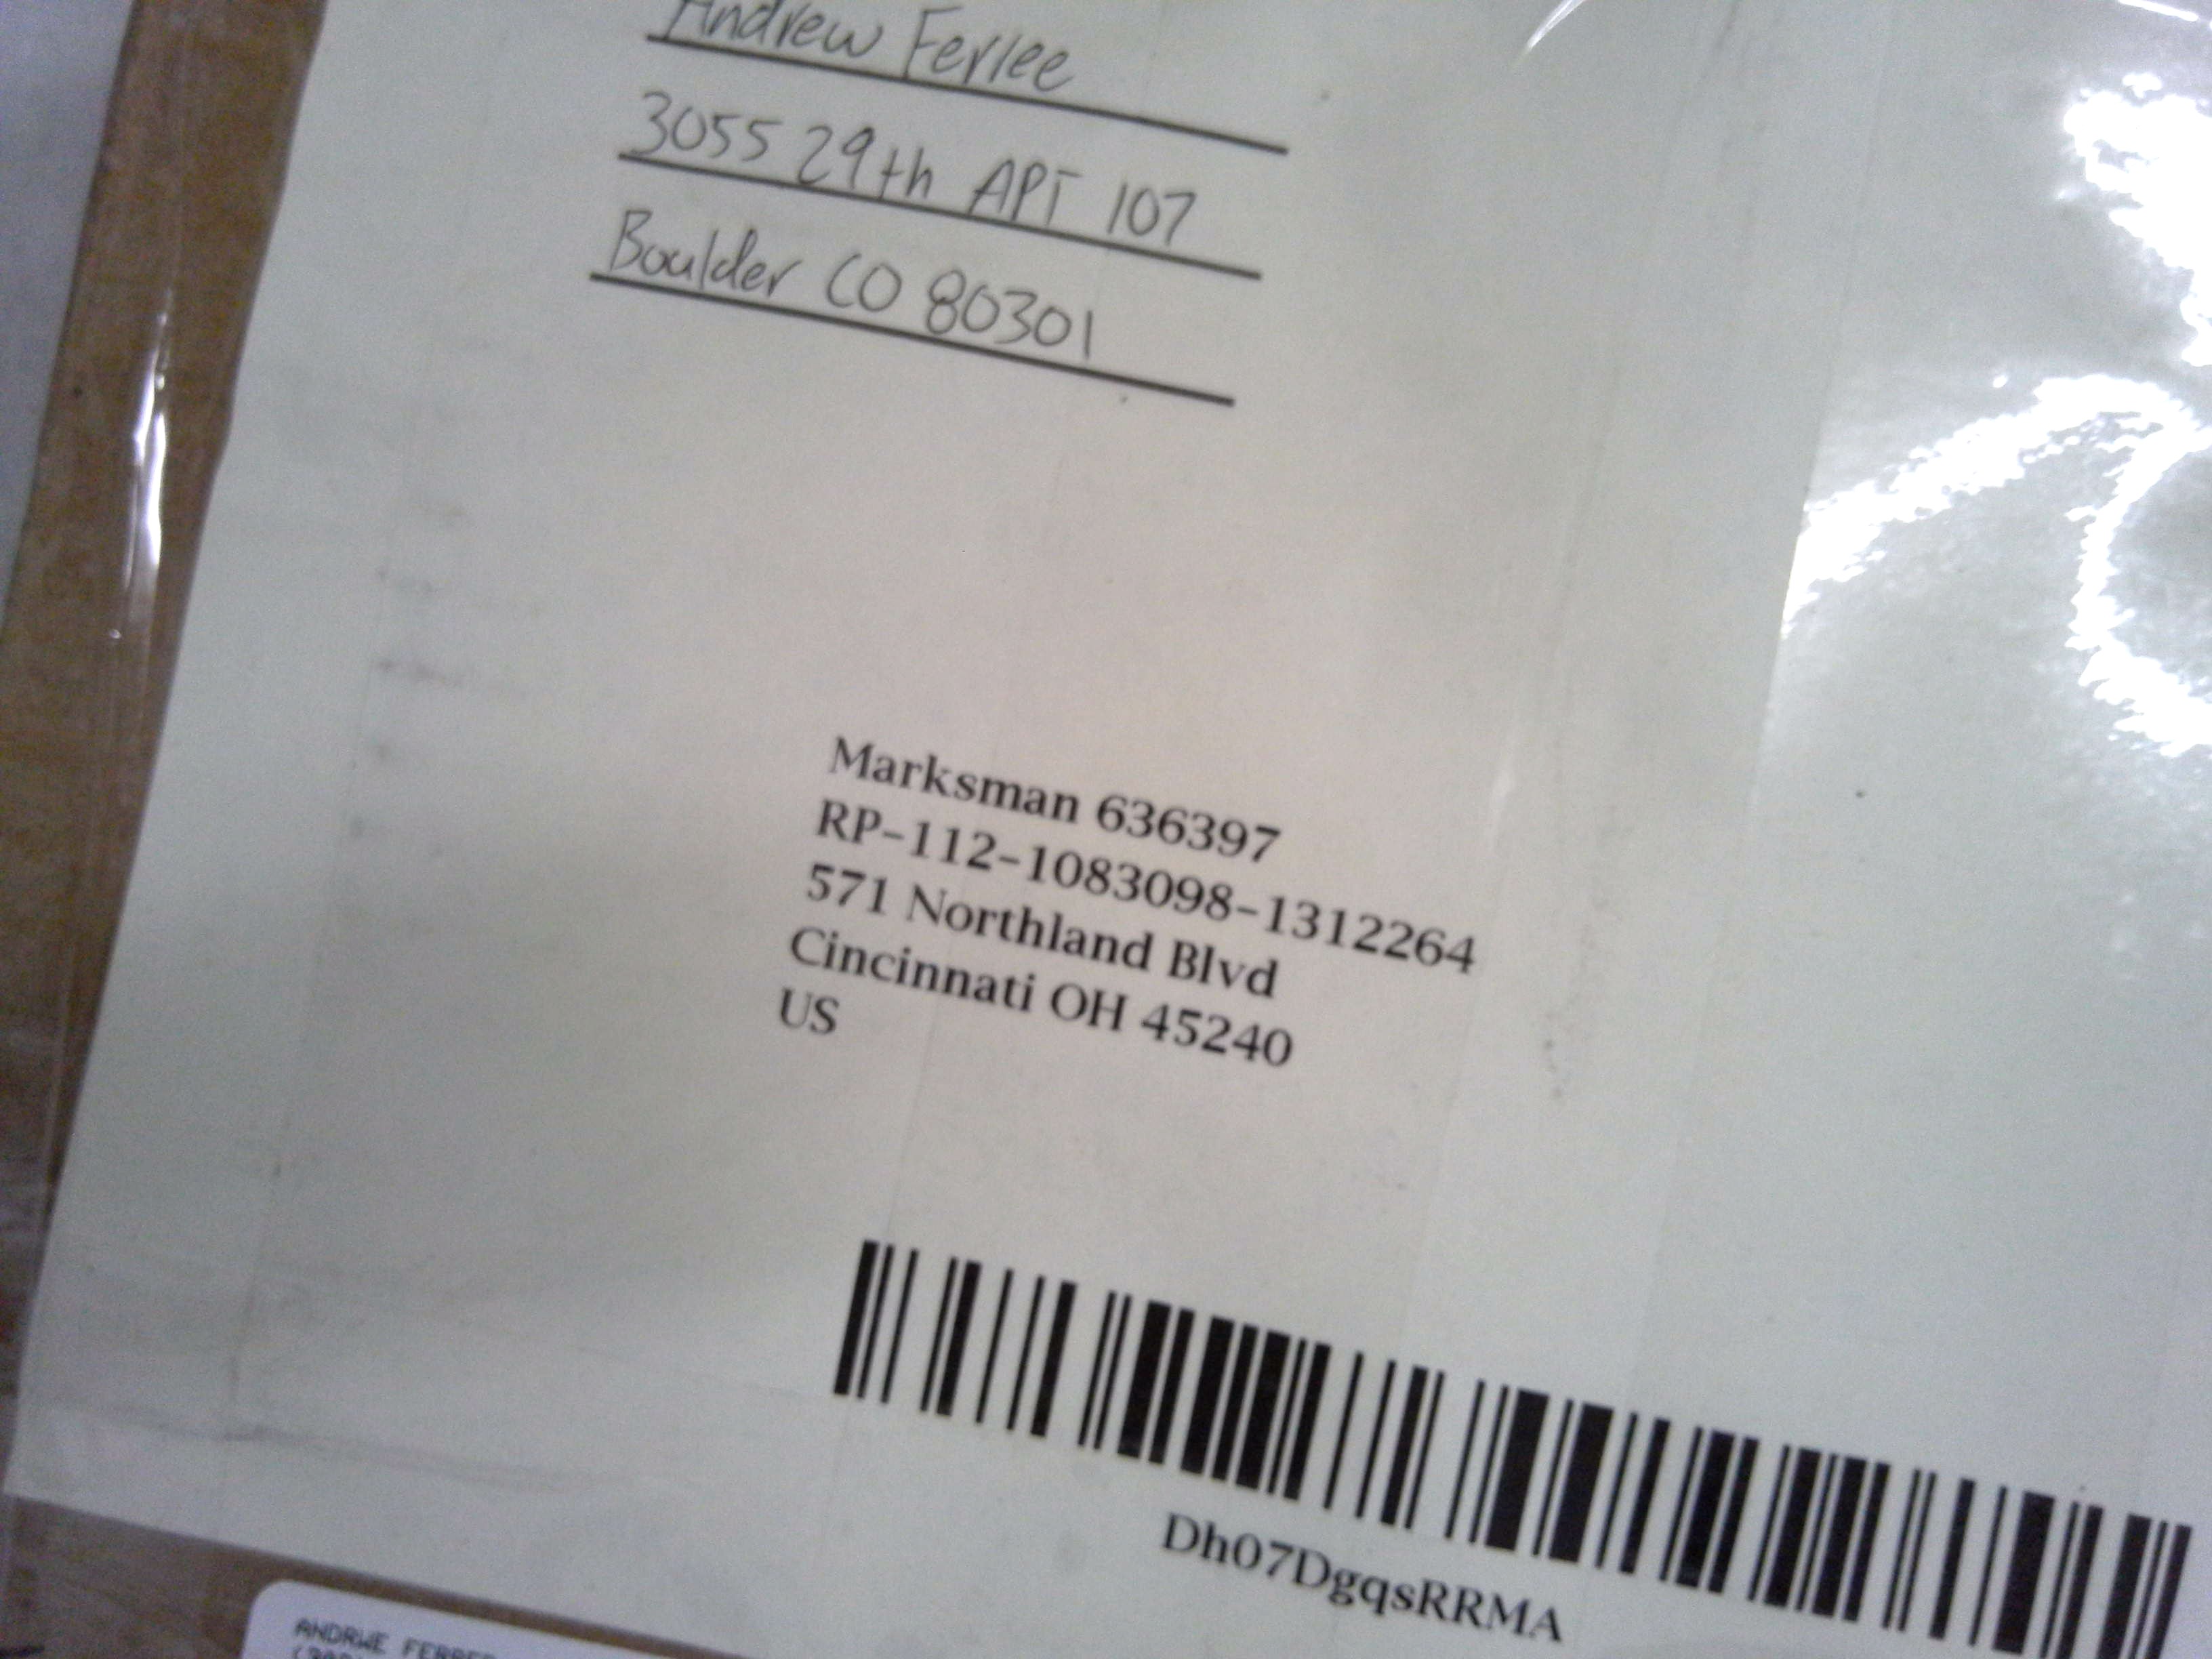 Andrew Ferlee
3055 29th APT 107
Boulder CO 80301
Marksman 636397
RP-112-1083098-1312264
571 Northland Blvd
Cincinnati OH 45240
US
Dh07DgqsRRMA
ANDRWE